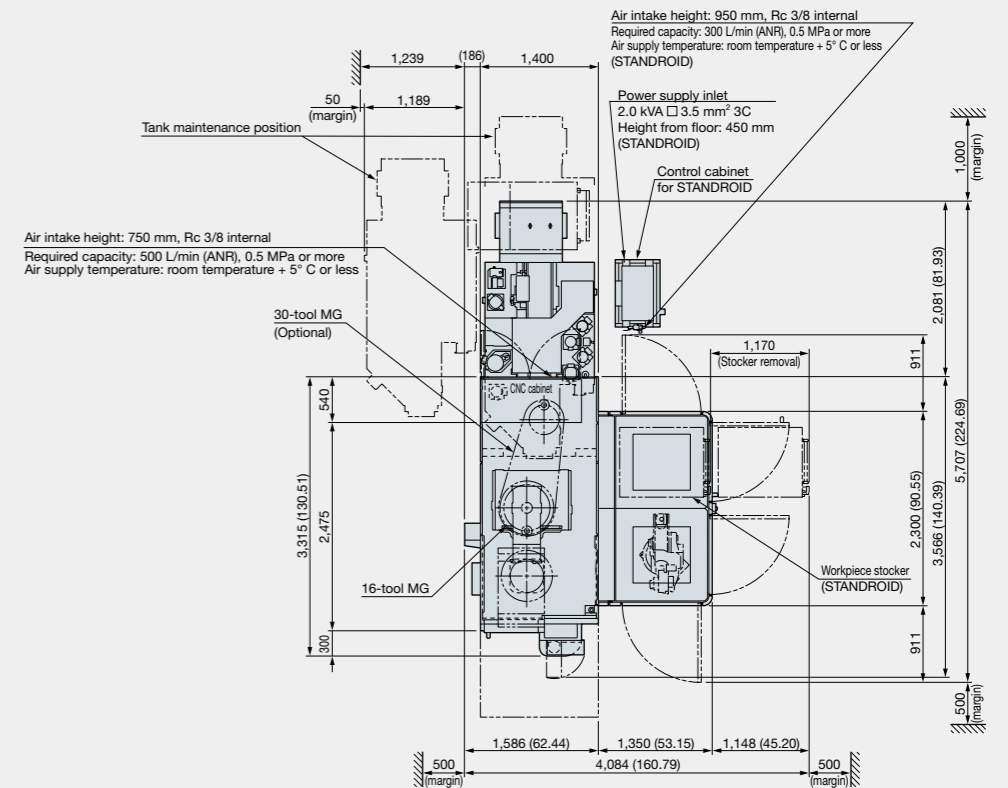 Air intake height: 950 mm, Rc 3/8 internal
Required capacity: 300 L/min (ANR), 0.5 MPa or more
Air supply temperature: room temperature + 5° C or less
(STANDROID)
1,239
(186)
1,400
50
(margin)
1,189
Power supply inlet
2.0 kVA □ 3.5 mm² 3C
Height from floor: 450 mm
(STANDROID)
Tank maintenance position
1,000
(margin)
Control cabinet
for STANDROID
Air intake height: 750 mm, Rc 3/8 internal
Required capacity: 500 L/min (ANR), 0.5 MPa or more
Air supply temperature: room temperature + 5° C or less
2,081 (81.93)
30-tool MG
(Optional)
1,170
(Stocker removal)
911
CNC cabinet
540
5,707 (224.69)
3,315 (130.51)
2,475
2,300 (90.55)
3,566 (140.39)
16-tool MG
Workpiece stocker
(STANDROID)
300
911
500
(margin)
1,586 (62.44)
1,350 (53.15)
1,148 (45.20)
500
(margin)
4,084 (160.79)
500
(margin)